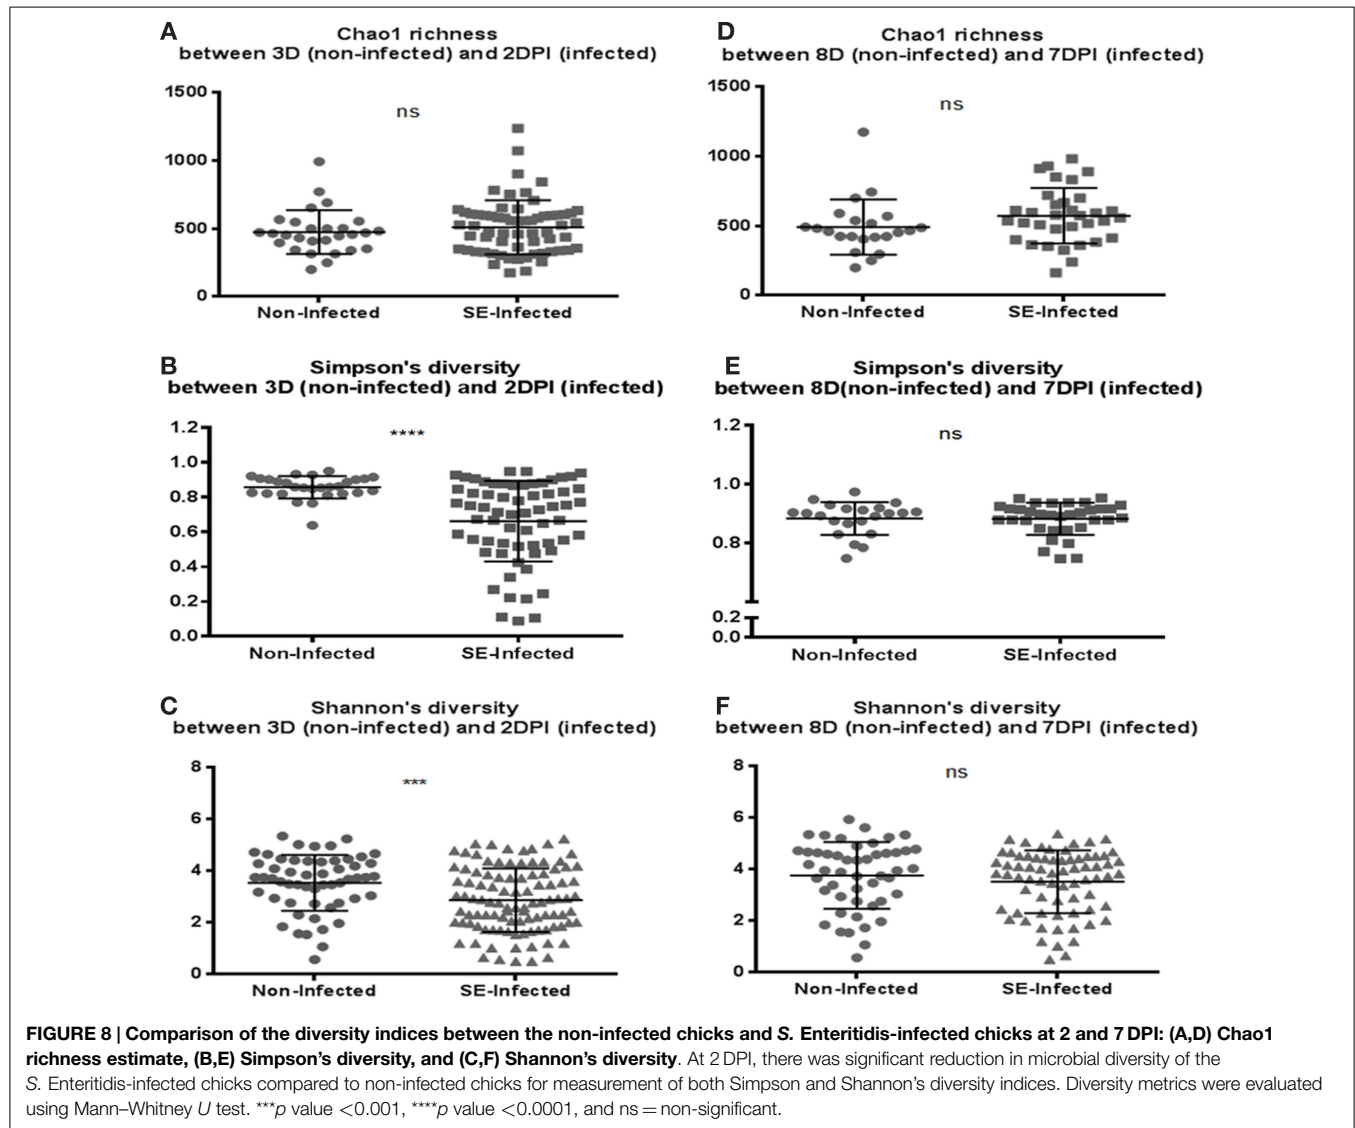 A
Chao1 richness
between 3D (non-infected) and 2DPI (infected)
1500
1000
500
0
ns
Non-Infected
SE-Infected
D
Chao1 richness
between 8D (non-infected) and 7DPI (infected)
1500
1000
500
0
ns
Non-Infected
SE-Infected
B
Simpson's diversity
between 3D (non-infected) and 2DPI (infected)
1.2
1.0
0.8
0.6
0.4
0.2
0.0
****
Non-Infected
SE-Infected
E
Simpson's diversity
between 8D(non-infected) and 7DPI (infected)
1.2
1.0
0.8
0.2
0.0
ns
Non-Infected
SE-Infected
C
Shannon's diversity
between 3D (non-infected) and 2DPI (infected)
8
6
4
2
0
***
Non-Infected
SE-Infected
F
Shannon's diversity
between 8D (non-infected) and 7DPI (infected)
8
6
4
2
0
ns
Non-Infected
SE-Infected
FIGURE 8 | Comparison of the diversity indices between the non-infected chicks and S. Enteritidis-infected chicks at 2 and 7 DPI: (A,D) Chao1
richness estimate, (B,E) Simpson's diversity, and (C,F) Shannon's diversity. At 2 DPI, there was significant reduction in microbial diversity of the
S. Enteritidis-infected chicks compared to non-infected chicks for measurement of both Simpson and Shannon's diversity indices. Diversity metrics were evaluated
using Mann–Whitney U test. ***p value <0.001, ****p value <0.0001, and ns = non-significant.